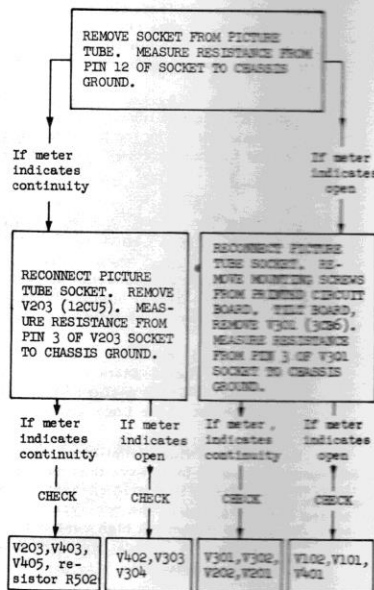 REMOVE SOCKET FROM PICTURE
TUBE. MEASURE RESISTANCE FROM
PIN 12 OF SOCKET TO CHASSIS
GROUND.
If meter
indicates
continuity
If meter
indicates
open
RECONNECT PICTURE
TUBE SOCKET. REMOVE
V203 (12CU5). MEAS-
URE RESISTANCE FROM
PIN 3 OF V203 SOCKET
TO CHASSIS GROUND.
RECONNECT PICTURE
TUBE SOCKET. RE-
MOVE MOUNTING SCREWS
FROM PRINTED CIRCUIT
BOARD. TILT BOARD,
REMOVE V301 (3CB6).
MEASURE RESISTANCE
FROM PIN 3 OF V301
SOCKET TO CHASSIS
GROUND.
If meter
indicates
continuity
If meter
indicates
open
If meter
indicates
continuity
If meter
indicates
open
CHECK
CHECK
CHECK
CHECK
V203,V403,
V405, re-
sistor R502
V402,V303
V304
V301,V302,
V202,V201
V102,V101,
V401